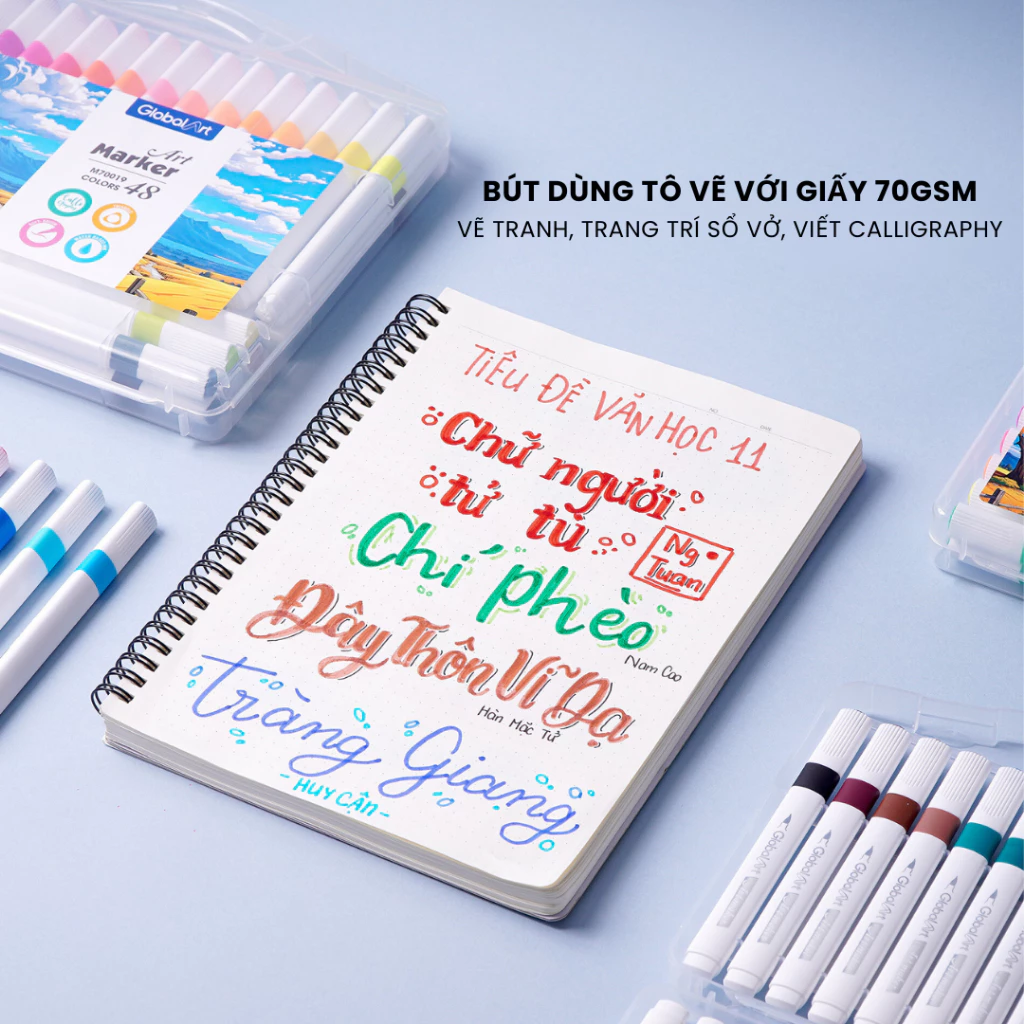 GlobalArt
Art
Marker
M70019
COLORS 48
BÚT DÙNG TÔ VẼ VỚI GIẤY 70GSM
VẼ TRANH, TRANG TRÍ SỔ VỞ, VIẾT CALLIGRAPHY
TIÊU ĐỀ VĂN HỌC 11
Chữ người
tử tù
Ng
Tuan
Chí phèo
Nam Cao
Đây Thôn Vĩ Dạ
Hàn Mặc Tử
Tràng Giang
- HUY CẬN -
GlobalArt
GlobalArt
GlobalArt
GlobalArt
GlobalArt
GlobalArt